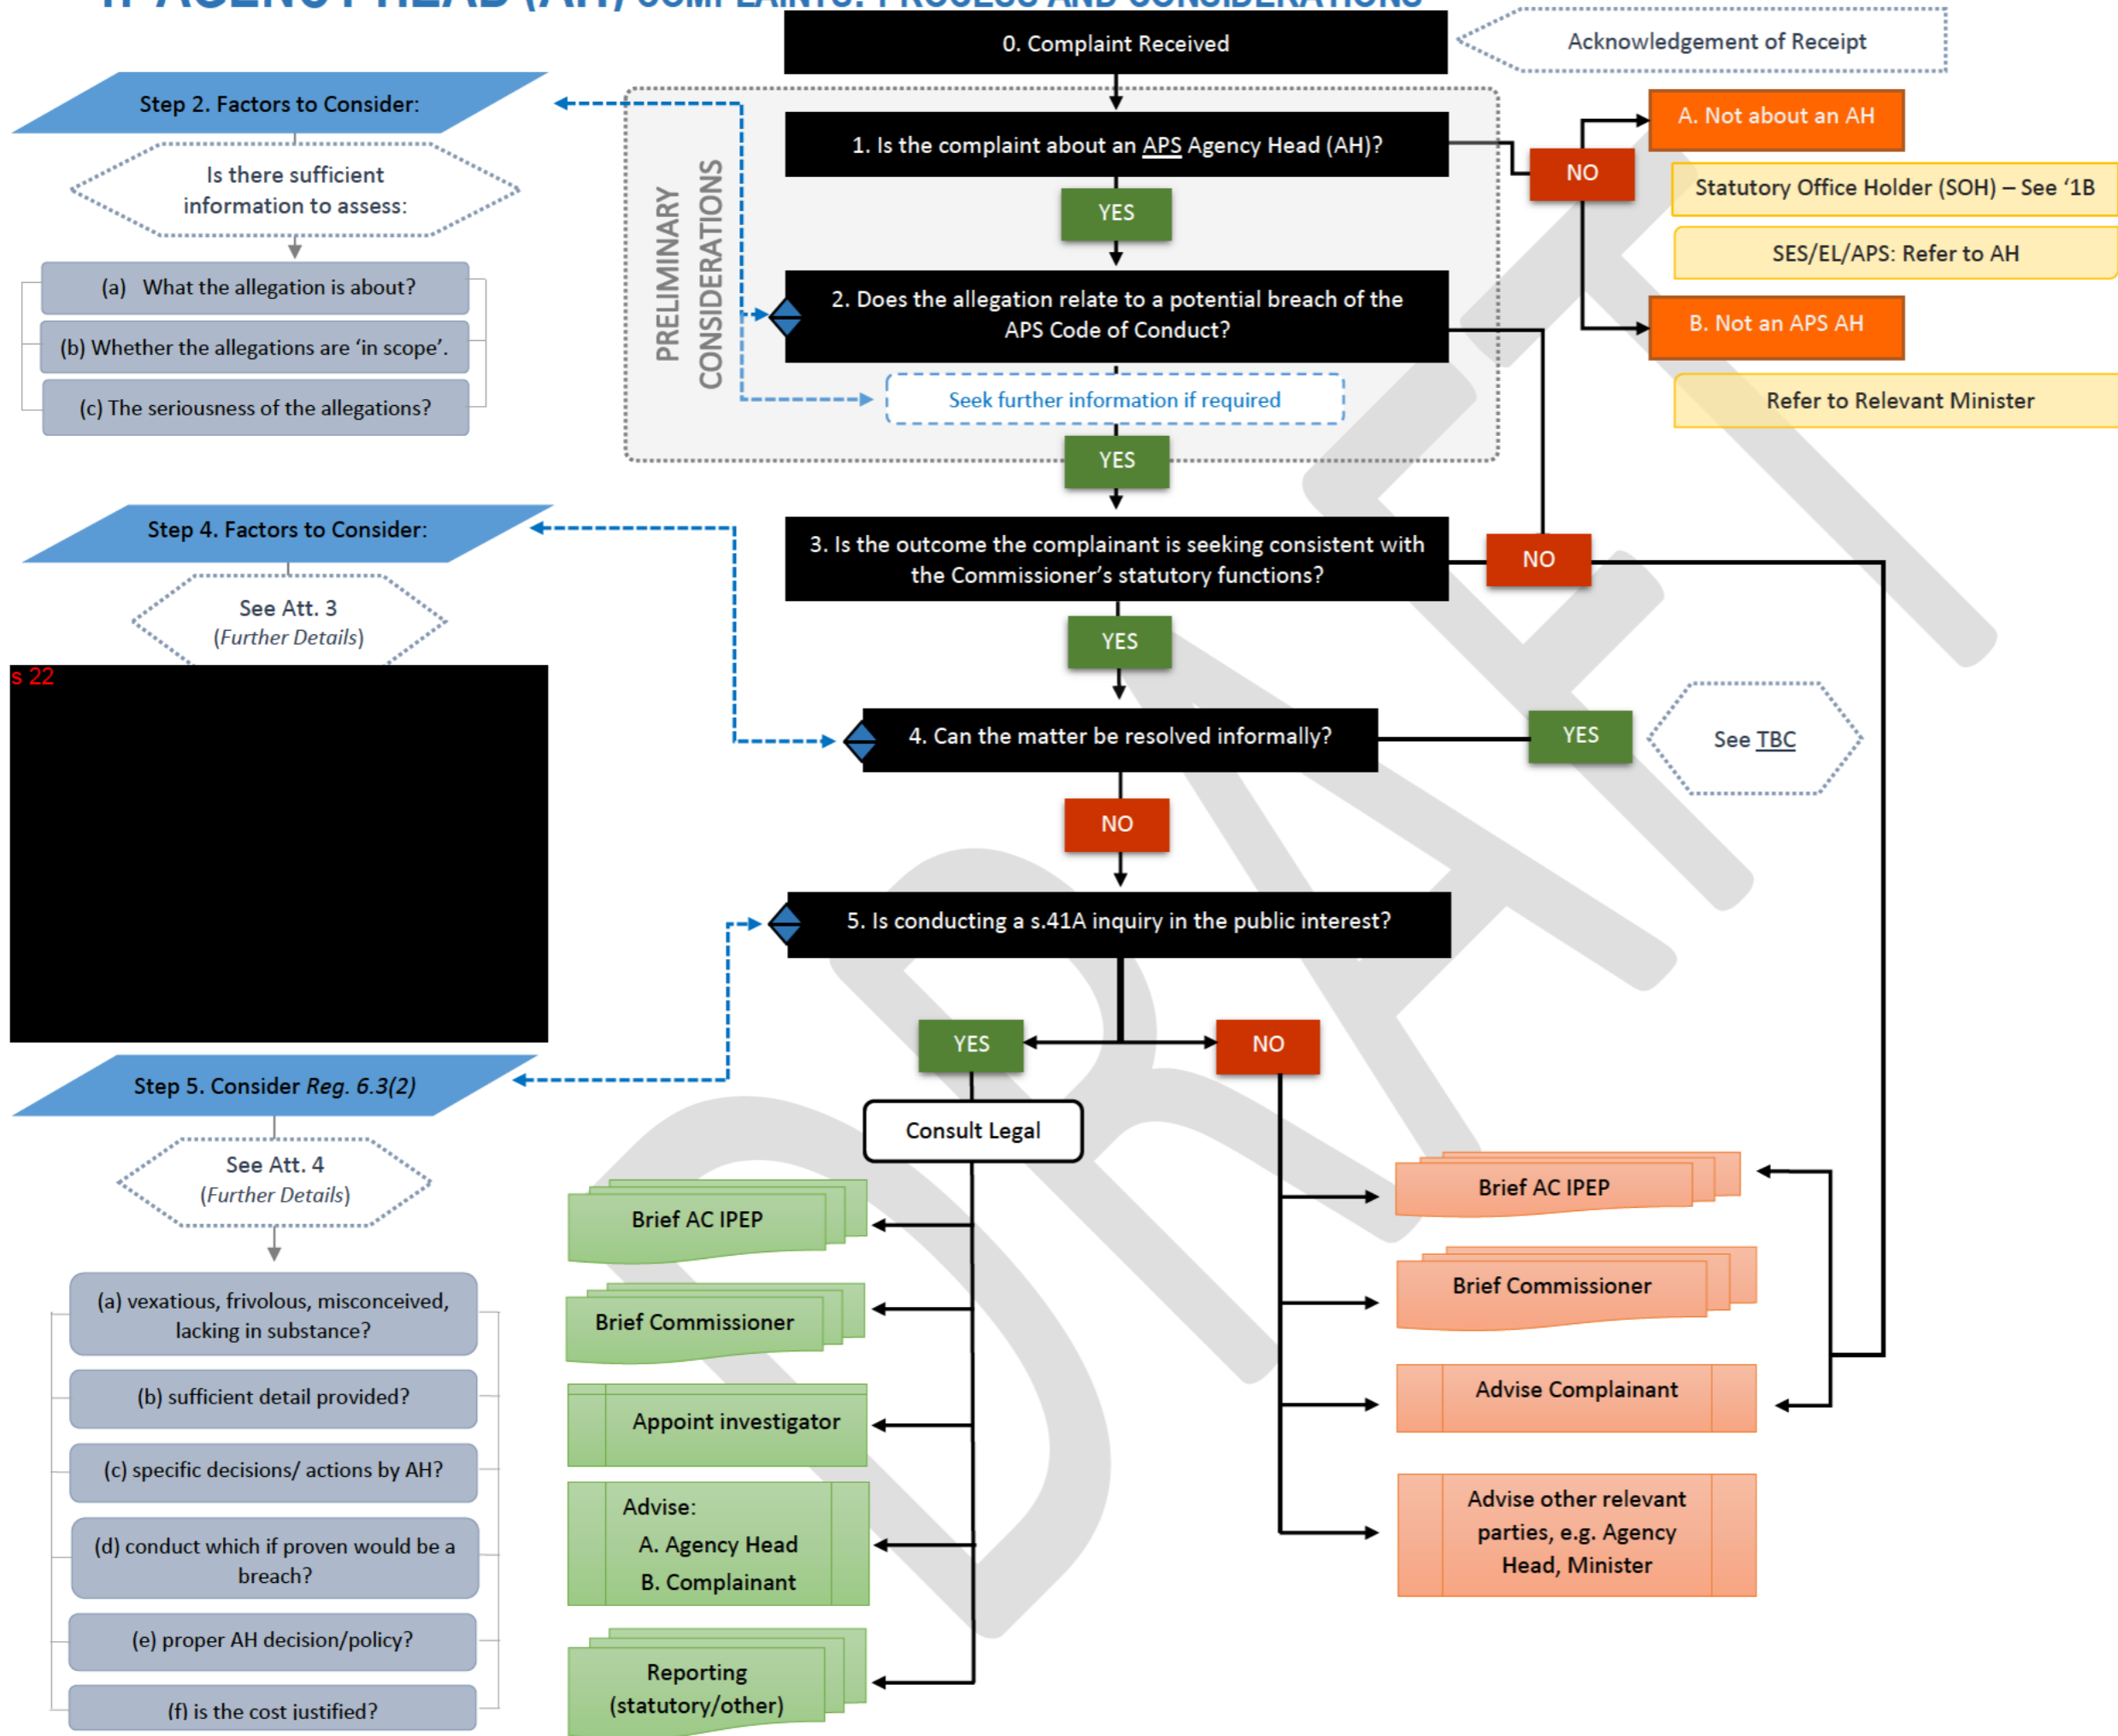 AGENCY HEAD (AH) COMPLAINTS: PROCESS AND CONSIDERATIONS
0. Complaint Received
Acknowledgement of Receipt
Step 2. Factors to Consider:
Is there sufficient
information to assess:
(a) What the allegation is about?
(b) Whether the allegations are ‘in scope’.
(c) The seriousness of the allegations?
PRELIMINARY
CONSIDERATIONS
1. Is the complaint about an APS Agency Head (AH)?
YES
NO
A. Not about an AH
Statutory Office Holder (SOH) – See ‘1B
SES/EL/APS: Refer to AH
B. Not an APS AH
Refer to Relevant Minister
2. Does the allegation relate to a potential breach of the
APS Code of Conduct?
Seek further information if required
YES
Step 4. Factors to Consider:
See Att. 3
(Further Details)
s 22
3. Is the outcome the complainant is seeking consistent with
the Commissioner’s statutory functions?
NO
YES
4. Can the matter be resolved informally?
YES
See TBC
NO
5. Is conducting a s.41A inquiry in the public interest?
Step 5. Consider Reg. 6.3(2)
See Att. 4
(Further Details)
(a) vexatious, frivolous, misconceived,
lacking in substance?
(b) sufficient detail provided?
(c) specific decisions/ actions by AH?
(d) conduct which if proven would be a
breach?
(e) proper AH decision/policy?
(f) is the cost justified?
YES
NO
Consult Legal
Brief AC IPEP
Brief Commissioner
Appoint investigator
Advise:
A. Agency Head
B. Complainant
Reporting
(statutory/other)
Brief AC IPEP
Brief Commissioner
Advise Complainant
Advise other relevant
parties, e.g. Agency
Head, Minister
DRAFT